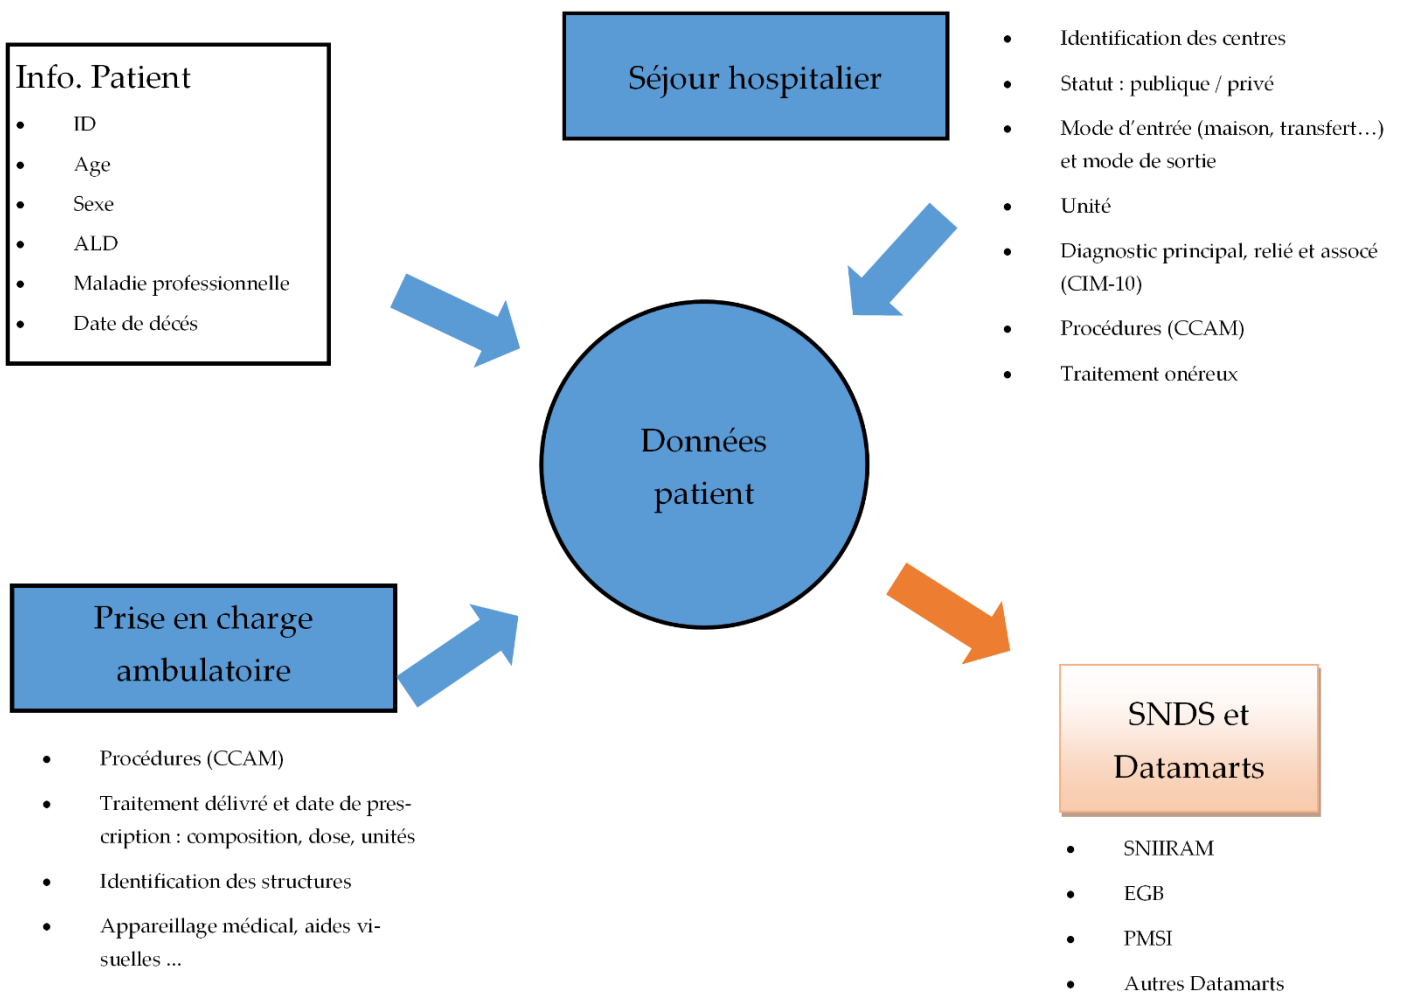 Info. Patient
• ID
• Age
• Sexe
• ALD
• Maladie professionnelle
• Date de décés
Séjour hospitalier
• Identification des centres
• Statut : publique / privé
• Mode d’entrée (maison, transfert…)
et mode de sortie
• Unité
• Diagnostic principal, relié et assocé
(CIM-10)
• Procédures (CCAM)
• Traitement onéreux
Données
patient
Prise en charge
ambulatoire
• Procédures (CCAM)
• Traitement délivré et date de pres-
cription : composition, dose, unités
• Identification des structures
• Appareillage médical, aides vi-
suelles ...
SNDS et
Datamarts
• SNIIRAM
• EGB
• PMSI
• Autres Datamarts